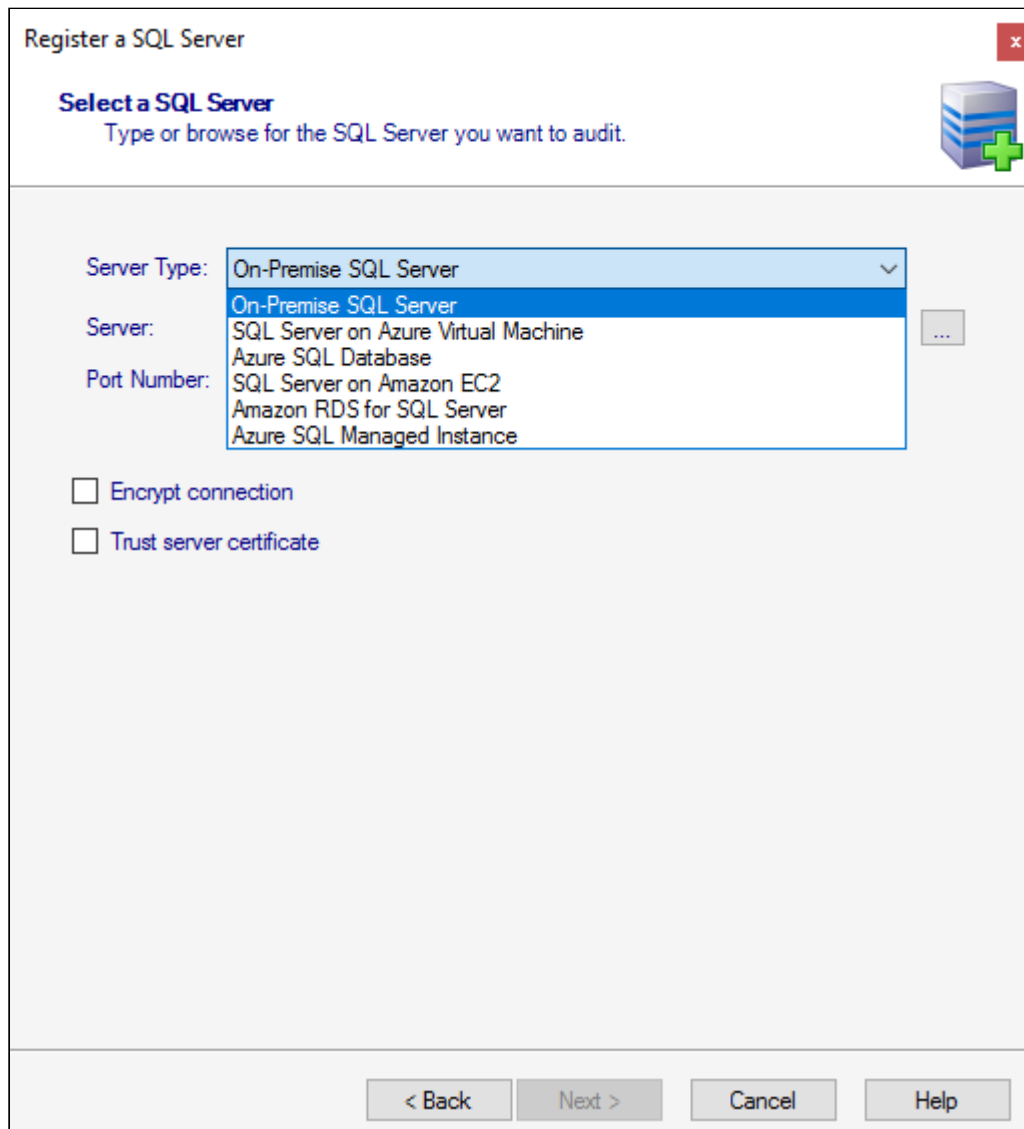 Register a SQL Server
x
Select a SQL Server
Type or browse for the SQL Server you want to audit.
Server Type:
On-Premise SQL Server
On-Premise SQL Server
Server:
SQL Server on Azure Virtual Machine
...
Azure SQL Database
Port Number:
SQL Server on Amazon EC2
Amazon RDS for SQL Server
Azure SQL Managed Instance
Encrypt connection
Trust server certificate
< Back
Next >
Cancel
Help